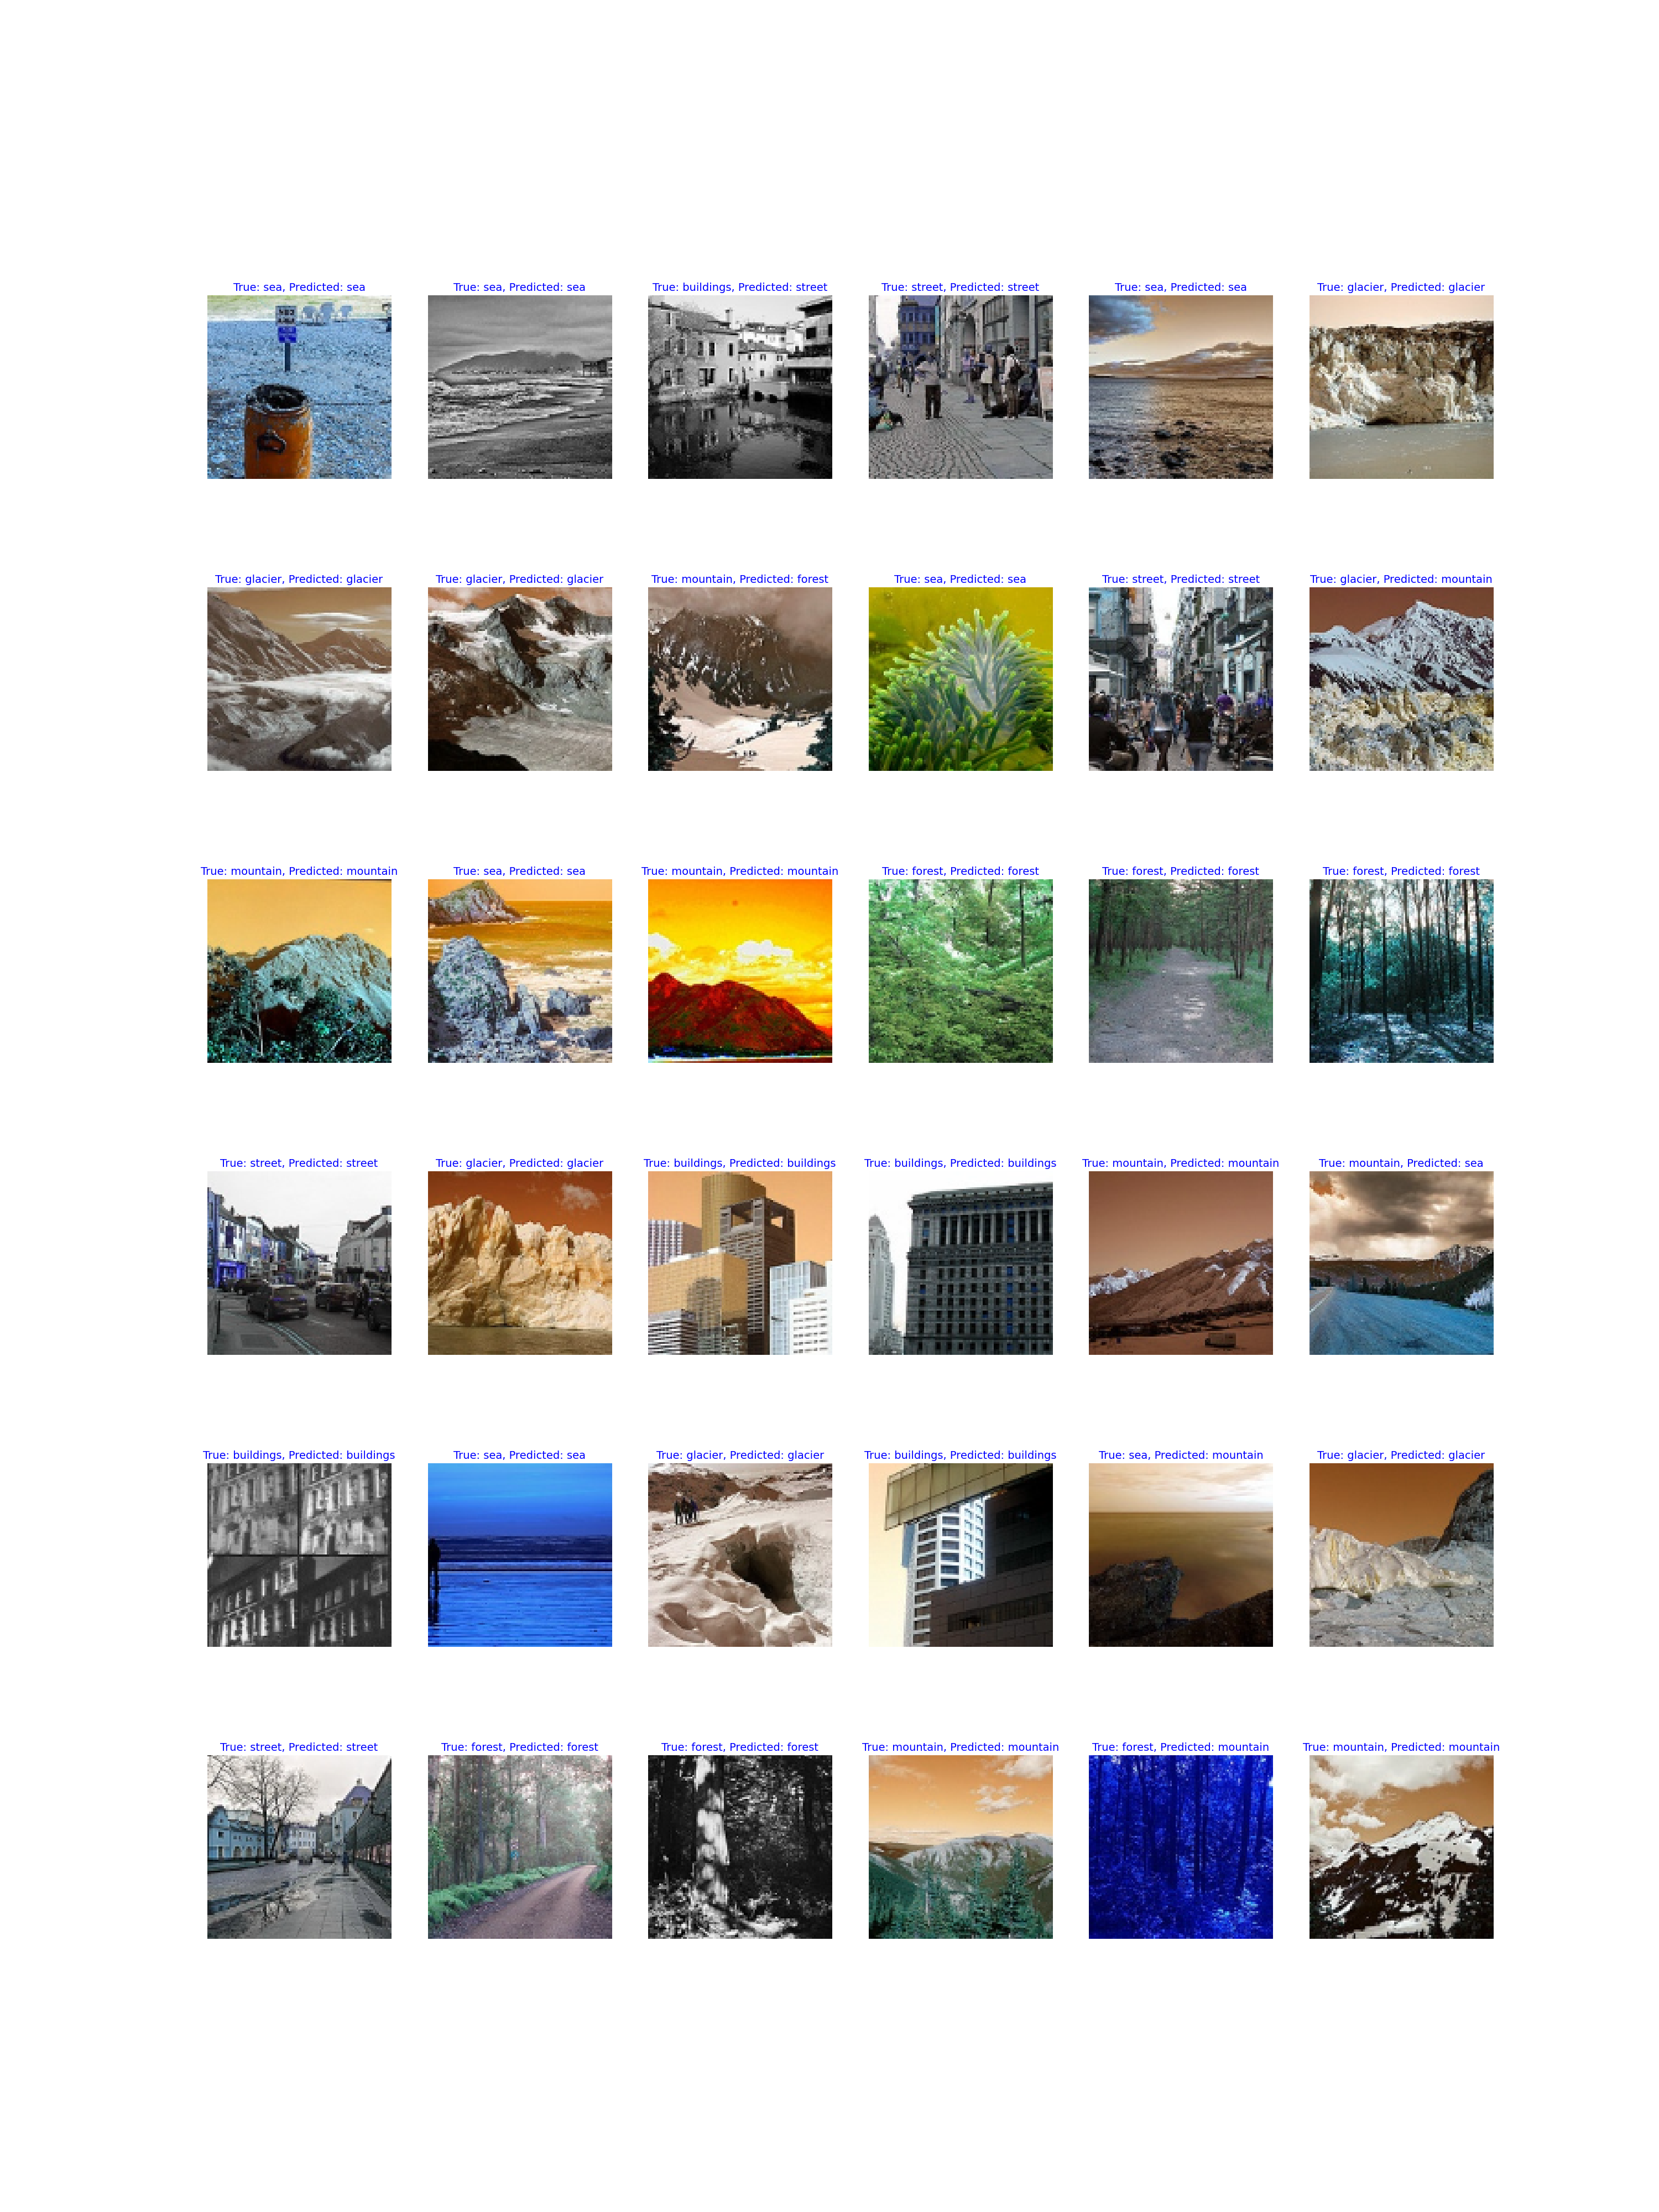 True: sea, Predicted: sea
True: sea, Predicted: sea
True: buildings, Predicted: street
True: street, Predicted: street
True: sea, Predicted: sea
True: glacier, Predicted: glacier
True: glacier, Predicted: glacier
True: glacier, Predicted: glacier
True: mountain, Predicted: forest
True: sea, Predicted: sea
True: street, Predicted: street
True: glacier, Predicted: mountain
True: mountain, Predicted: mountain
True: sea, Predicted: sea
True: mountain, Predicted: mountain
True: forest, Predicted: forest
True: forest, Predicted: forest
True: forest, Predicted: forest
True: street, Predicted: street
True: glacier, Predicted: glacier
True: buildings, Predicted: buildings
True: buildings, Predicted: buildings
True: mountain, Predicted: mountain
True: mountain, Predicted: sea
True: buildings, Predicted: buildings
True: sea, Predicted: sea
True: glacier, Predicted: glacier
True: buildings, Predicted: buildings
True: sea, Predicted: mountain
True: glacier, Predicted: glacier
True: street, Predicted: street
True: forest, Predicted: forest
True: forest, Predicted: forest
True: mountain, Predicted: mountain
True: forest, Predicted: mountain
True: mountain, Predicted: mountain